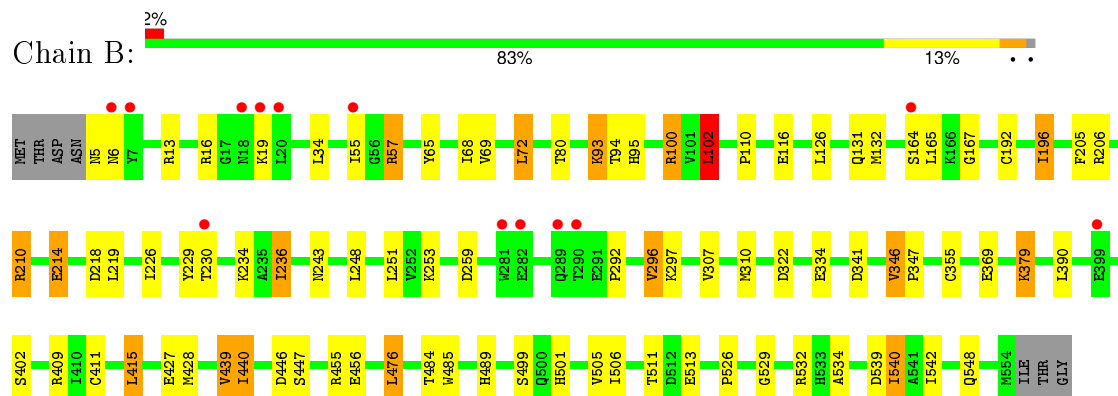 2%
Chain B:
83% 13% • •
MET THR ASP ASN N5 N6 Y7 R13 R16 G17 N18 K19 L20 L34 I55 G56 R57 Y65 I68 V69 L72 T80 K93 T94 H95 R100 V101 L102 P110 E116 L126 Q131 M132 S164 L165 K166 G167 C192 I196 F205 R206
R210 E214 D218 L219 I226 Y229 T230 K234 A235 I236 N243 L248 L251 V252 K253 D259 W281 E282 Q289 T290 E291 P292 V296 K297 V307 M310 D322 E334 D341 V346 P347 C355 E369 K379 L390 E399
S402 R409 I410 C411 L415 E427 M428 V439 I440 D446 S447 R455 E456 L476 T484 W485 H489 S499 Q500 H501 V505 I506 T511 D512 E513 P526 G529 R532 H533 A534 D539 I540 A541 I542 Q548 M554 ILE THR GLY